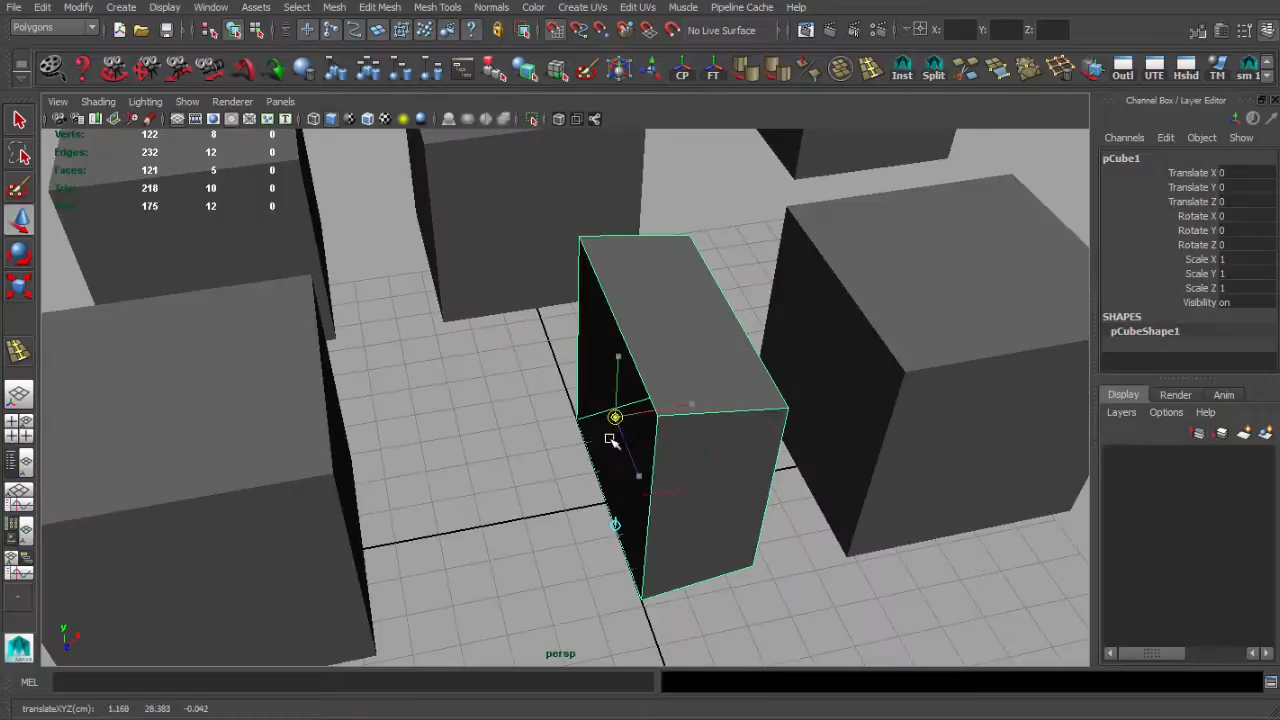 File Edit Modify Create Display Window Assets Select Mesh Edit Mesh Mesh Tools Normals Color Create UVs Edit UVs Muscle Pipeline Cache Help
Polygons No Live Surface X: Y: Z:
CP FT Inst Split Outl UTE Hshd TM sm 1
View Shading Lighting Show Renderer Panels
Channel Box / Layer Editor
Channels Edit Object Show
Verts: 122 8 0
Edges: 232 12 0
Faces: 121 5 0
218 10 0
175 12 0
pCube1
Translate X 0
Translate Y 0
Translate Z 0
Rotate X 0
Rotate Y 0
Rotate Z 0
Scale X 1
Scale Y 1
Scale Z 1
Visibility on
SHAPES
pCubeShape1
Display Render Anim
Layers Options Help
y
x
z
persp
MEL
translateXYZ(cm): 1.168 28.383 -0.042